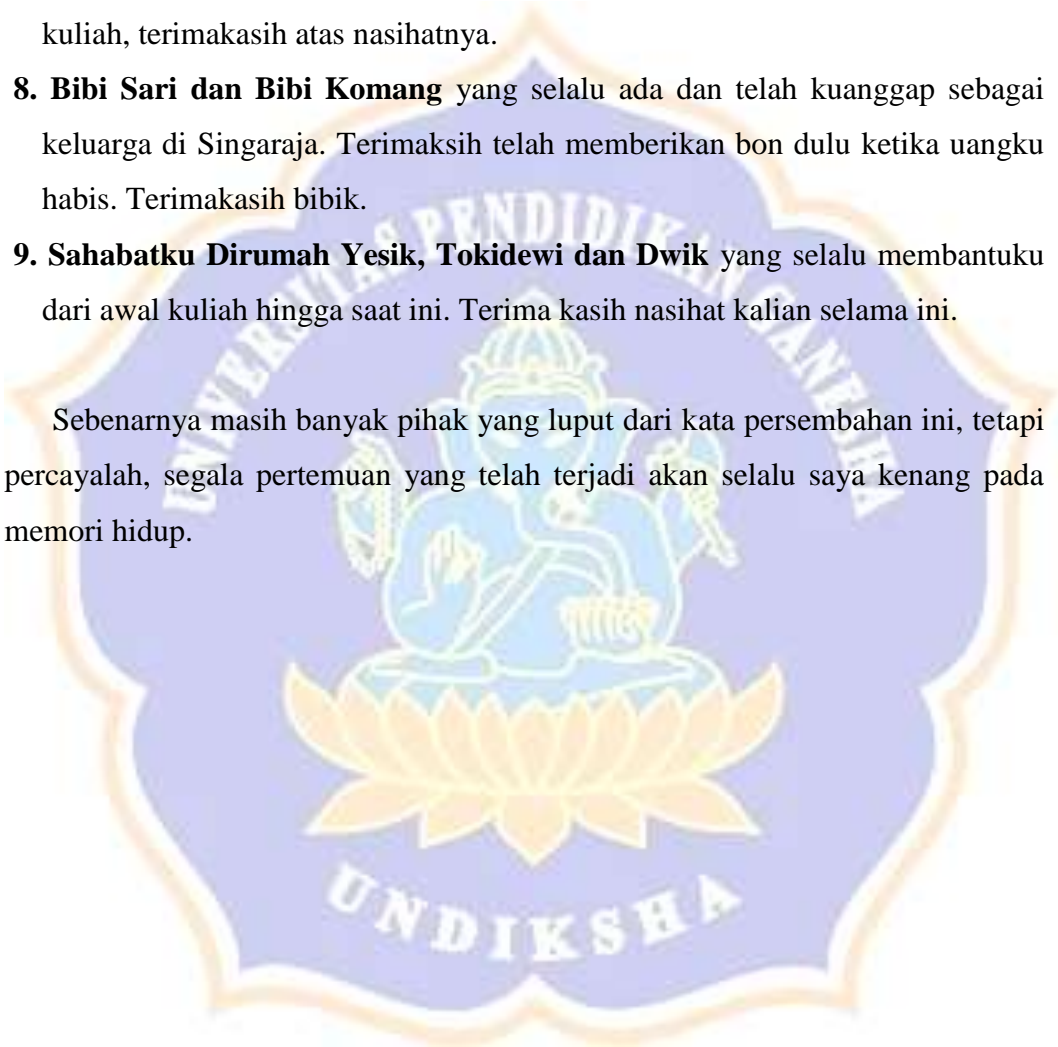 kuliah, terimakasih atas nasihatnya.
8. Bibi Sari dan Bibi Komang yang selalu ada dan telah kuanggap sebagai
keluarga di Singaraja. Terimaksih telah memberikan bon dulu ketika uangku
habis. Terimakasih bibik.
9. Sahabatku Dirumah Yesik, Tokidewi dan Dwik yang selalu membantuku
dari awal kuliah hingga saat ini. Terima kasih nasihat kalian selama ini.
Sebenarnya masih banyak pihak yang luput dari kata persembahan ini, tetapi
percayalah, segala pertemuan yang telah terjadi akan selalu saya kenang pada
memori hidup.
UNIVERSITAS PENDIDIKAN GANESHA
UNDIKSHA